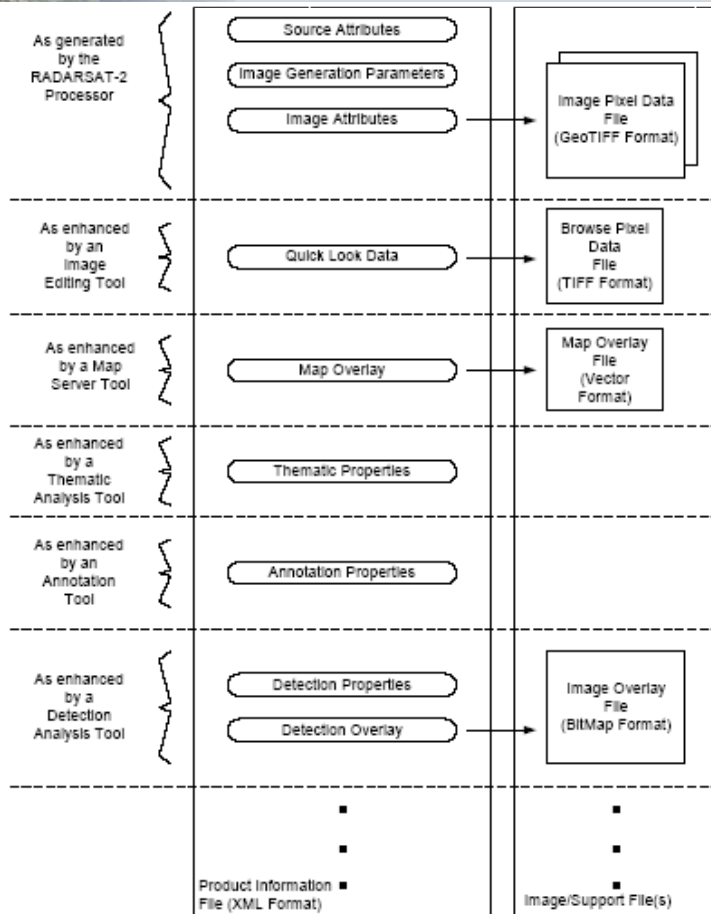 As generated
by the
RADARSAT-2
Processor
Source Attributes
Image Generation Parameters
Image Attributes
Image Pixel Data
File
(GeoTIFF Format)
As enhanced
by an
Image
Editing Tool
Quick Look Data
Browse Pixel
Data
File
(TIFF Format)
As enhanced
by a Map
Server Tool
Map Overlay
Map Overlay
File
(Vector
Format)
As enhanced
by a
Thematic
Analysis Tool
Thematic Properties
As enhanced
by an
Annotation
Tool
Annotation Properties
As enhanced
by a
Detection
Analysis Tool
Detection Properties
Detection Overlay
Image Overlay
File
(BitMap Format)
Product Information
File (XML Format)
Image/Support File(s)